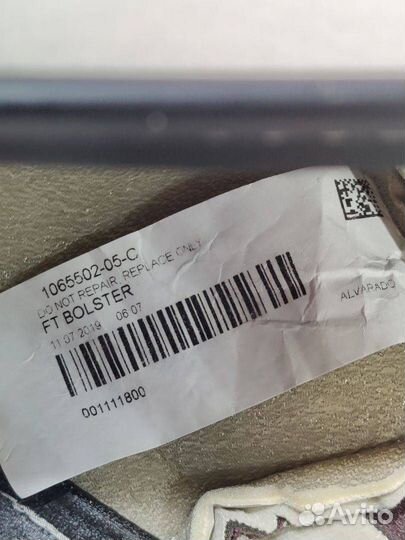 1065502-05-C
DO NOT REPAIR, REPLACE ONLY
FT BOLSTER
11 07 2019 06 07
001111800
ALVARADO
Avito